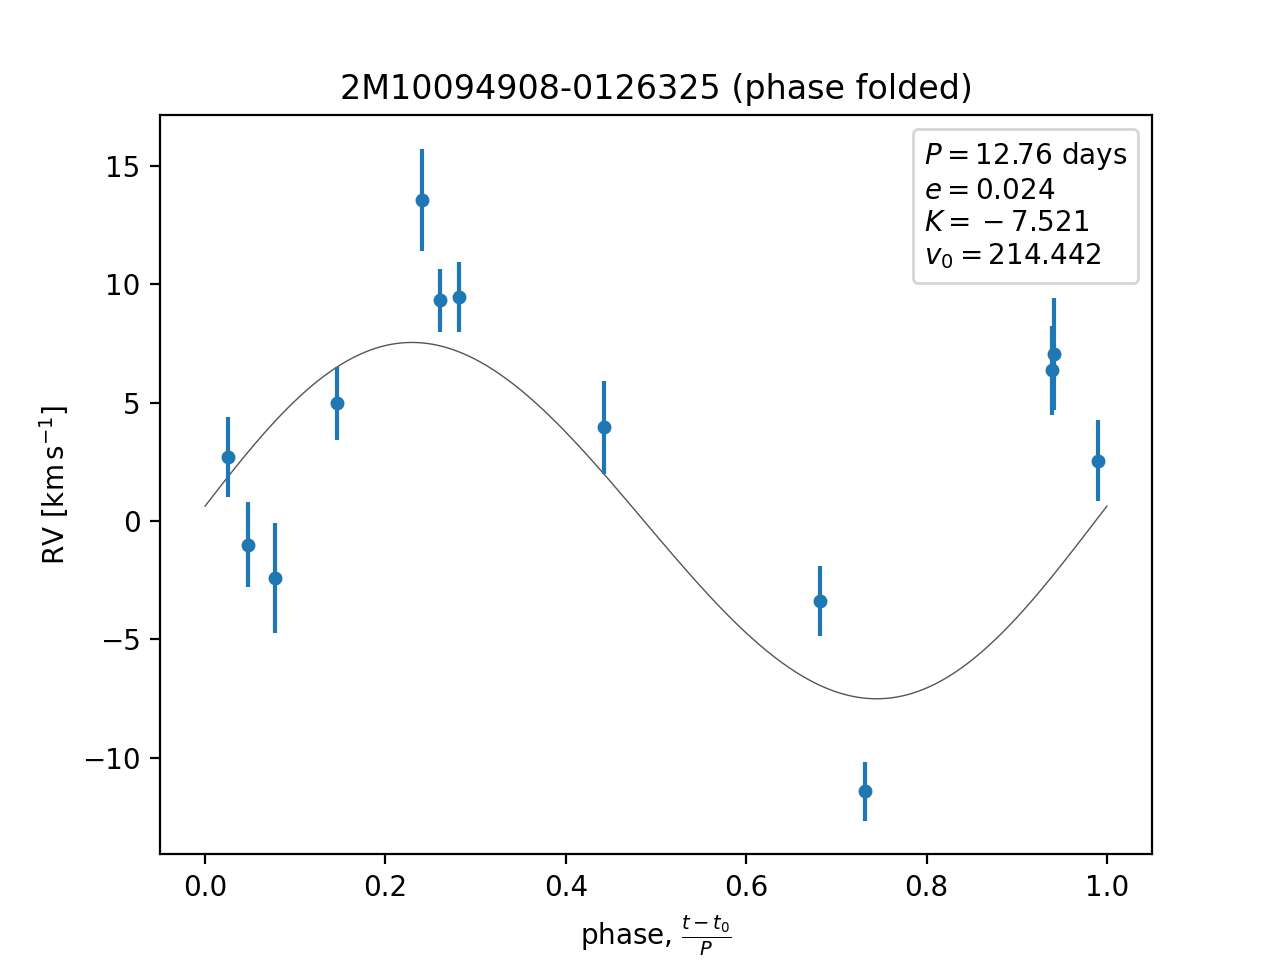 2M10094908-0126325 (phase folded)
P = 12.76 days
e = 0.024
K = −7.521
v₀ = 214.442
RV [km s⁻¹]
15
10
5
0
−5
−10
0.0 0.2 0.4 0.6 0.8 1.0
phase, (t − t₀)/P